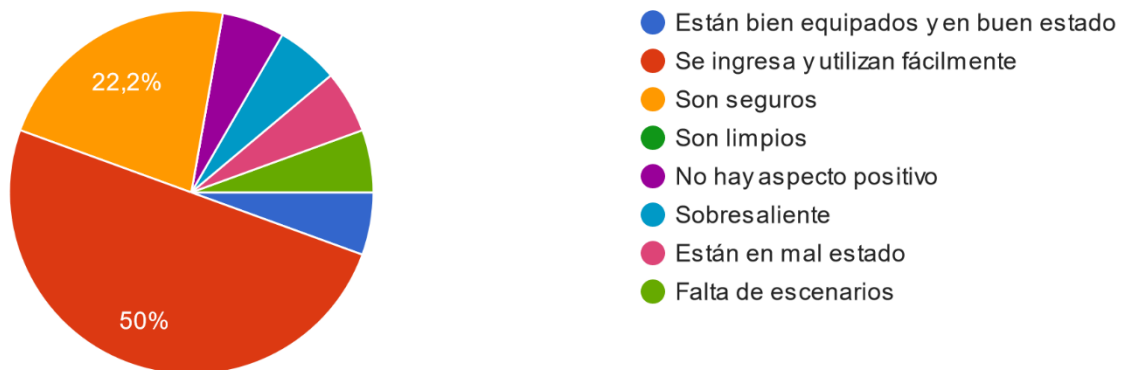 22,2%
50%
Están bien equipados y en buen estado
Se ingresa y utilizan fácilmente
Son seguros
Son limpios
No hay aspecto positivo
Sobresaliente
Están en mal estado
Falta de escenarios